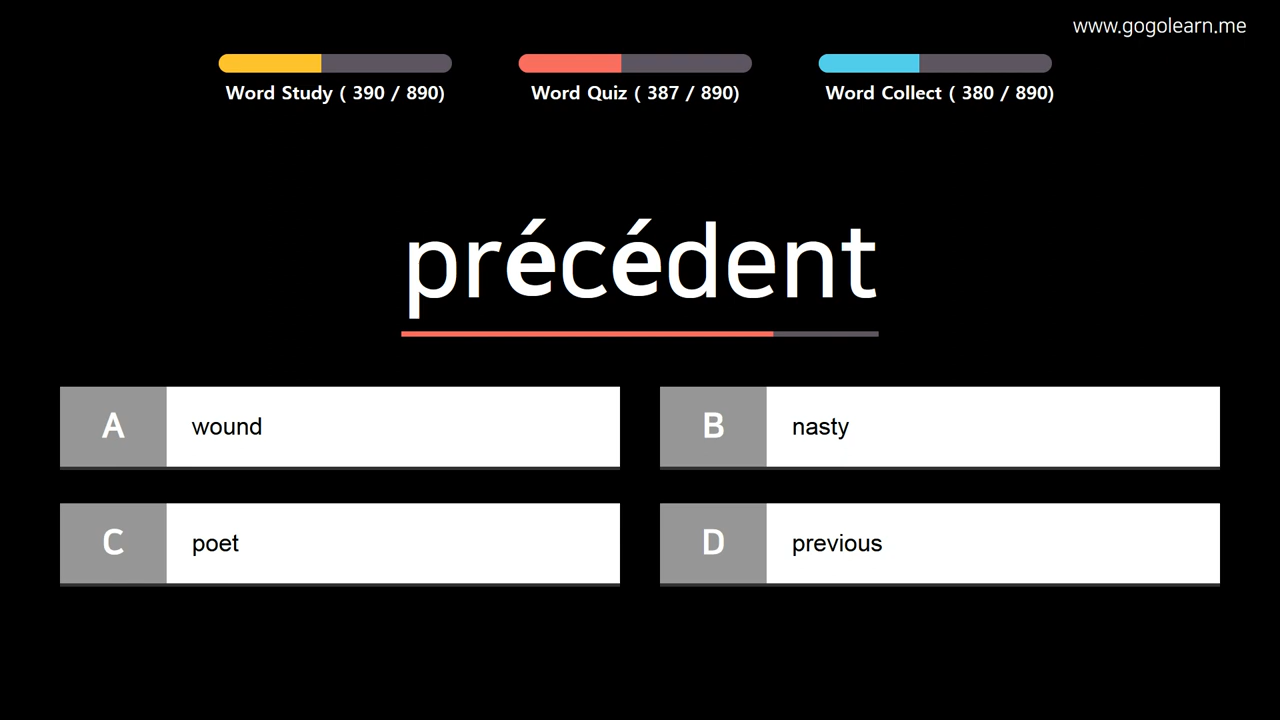 www.gogolearn.me
Word Study ( 390 / 890)
Word Quiz ( 387 / 890)
Word Collect ( 380 / 890)
précédent
A wound
B nasty
C poet
D previous